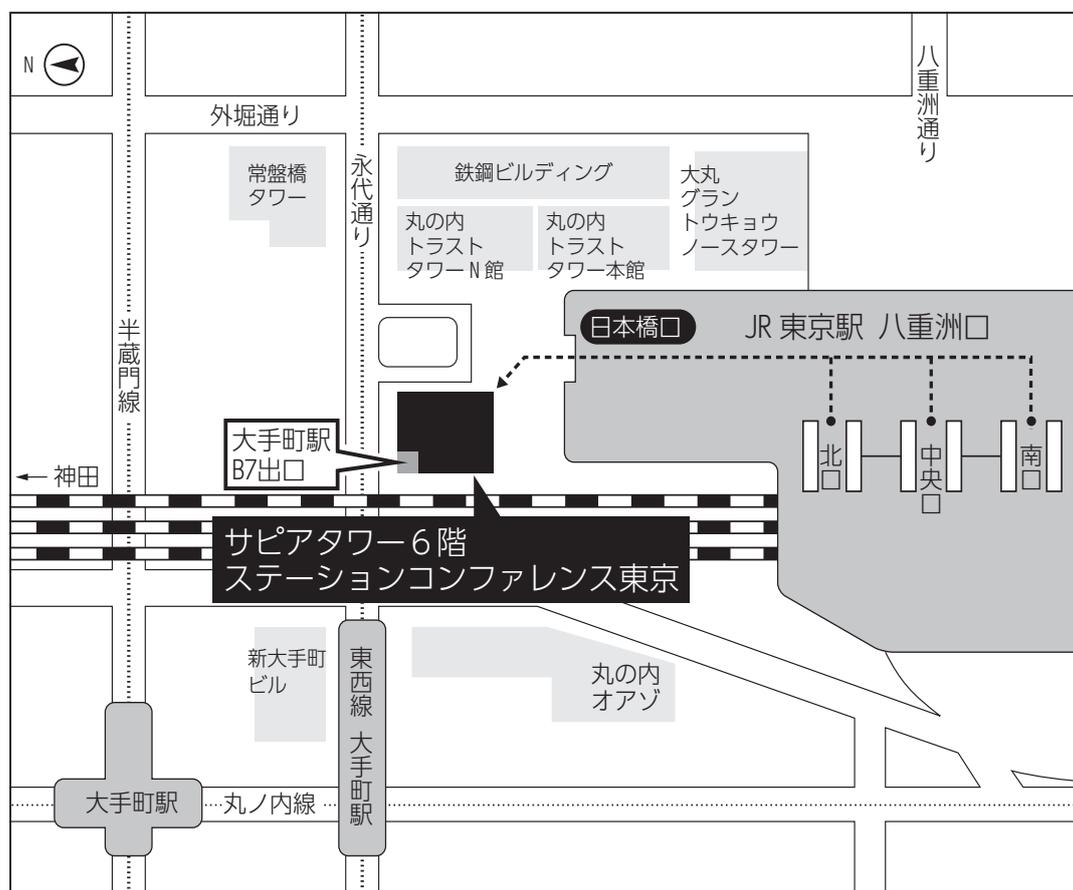 N
八重洲通り
外堀通り
常盤橋
タワー
永代通り
鉄鋼ビルディング
大丸
グラン
トウキョウ
ノースタワー
丸の内
トラスト
タワーN館
丸の内
トラスト
タワー本館
半蔵門線
日本橋口
JR 東京駅 八重洲口
大手町駅
B7出口
北口
中央口
南口
← 神田
サピアタワー6階
ステーションコンファレンス東京
新大手町
ビル
東西線 大手町駅
丸の内
オアゾ
大手町駅
丸ノ内線